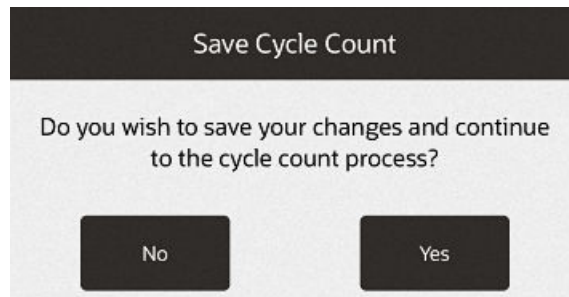 Save Cycle Count
Do you wish to save your changes and continue
to the cycle count process?
No
Yes